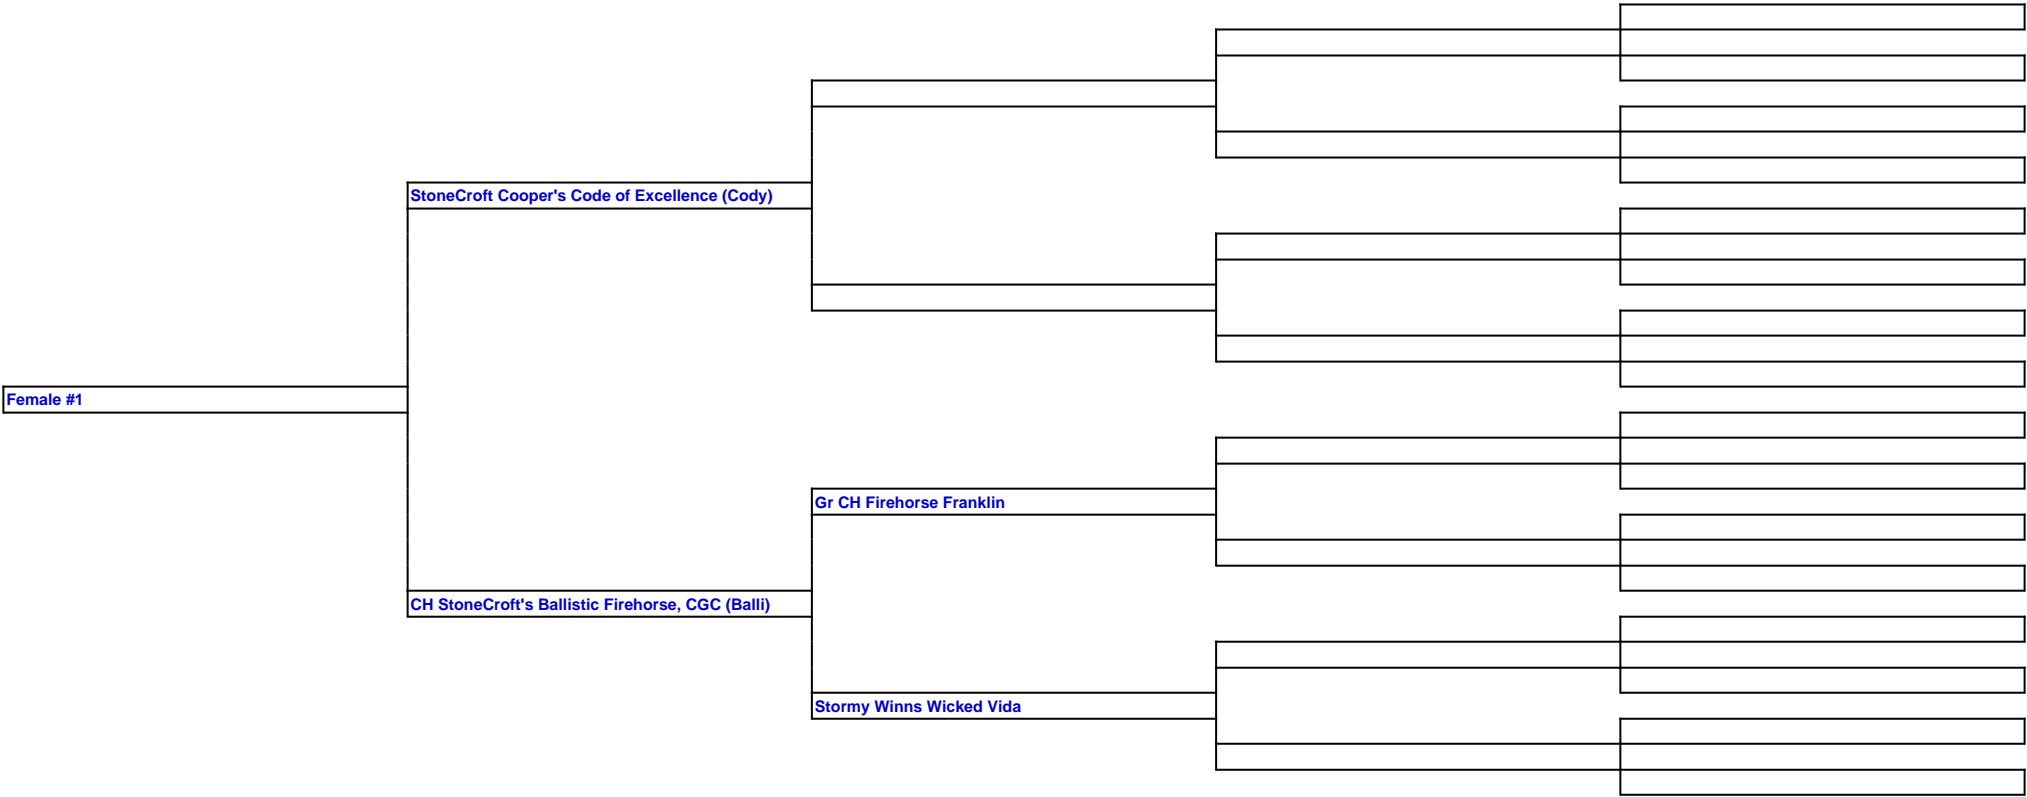 StoneCroft Cooper's Code of Excellence (Cody)
Female #1
Gr CH Firehorse Franklin
CH StoneCroft's Ballistic Firehorse, CGC (Balli)
Stormy Winns Wicked Vida